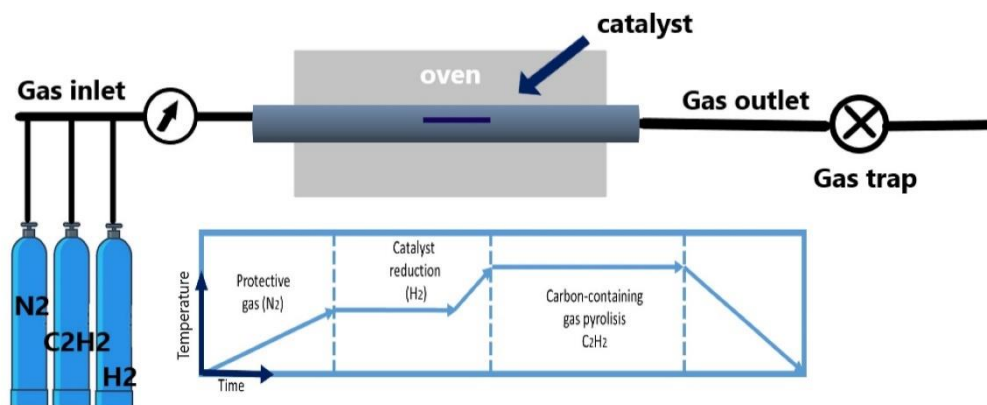 catalyst
oven
Gas inlet
Gas outlet
Gas trap
N2
C2H2
H2
Temperature
Time
Protective
gas (N2)
Catalyst
reduction
(H2)
Carbon-containing
gas pyrolisis
C2H2